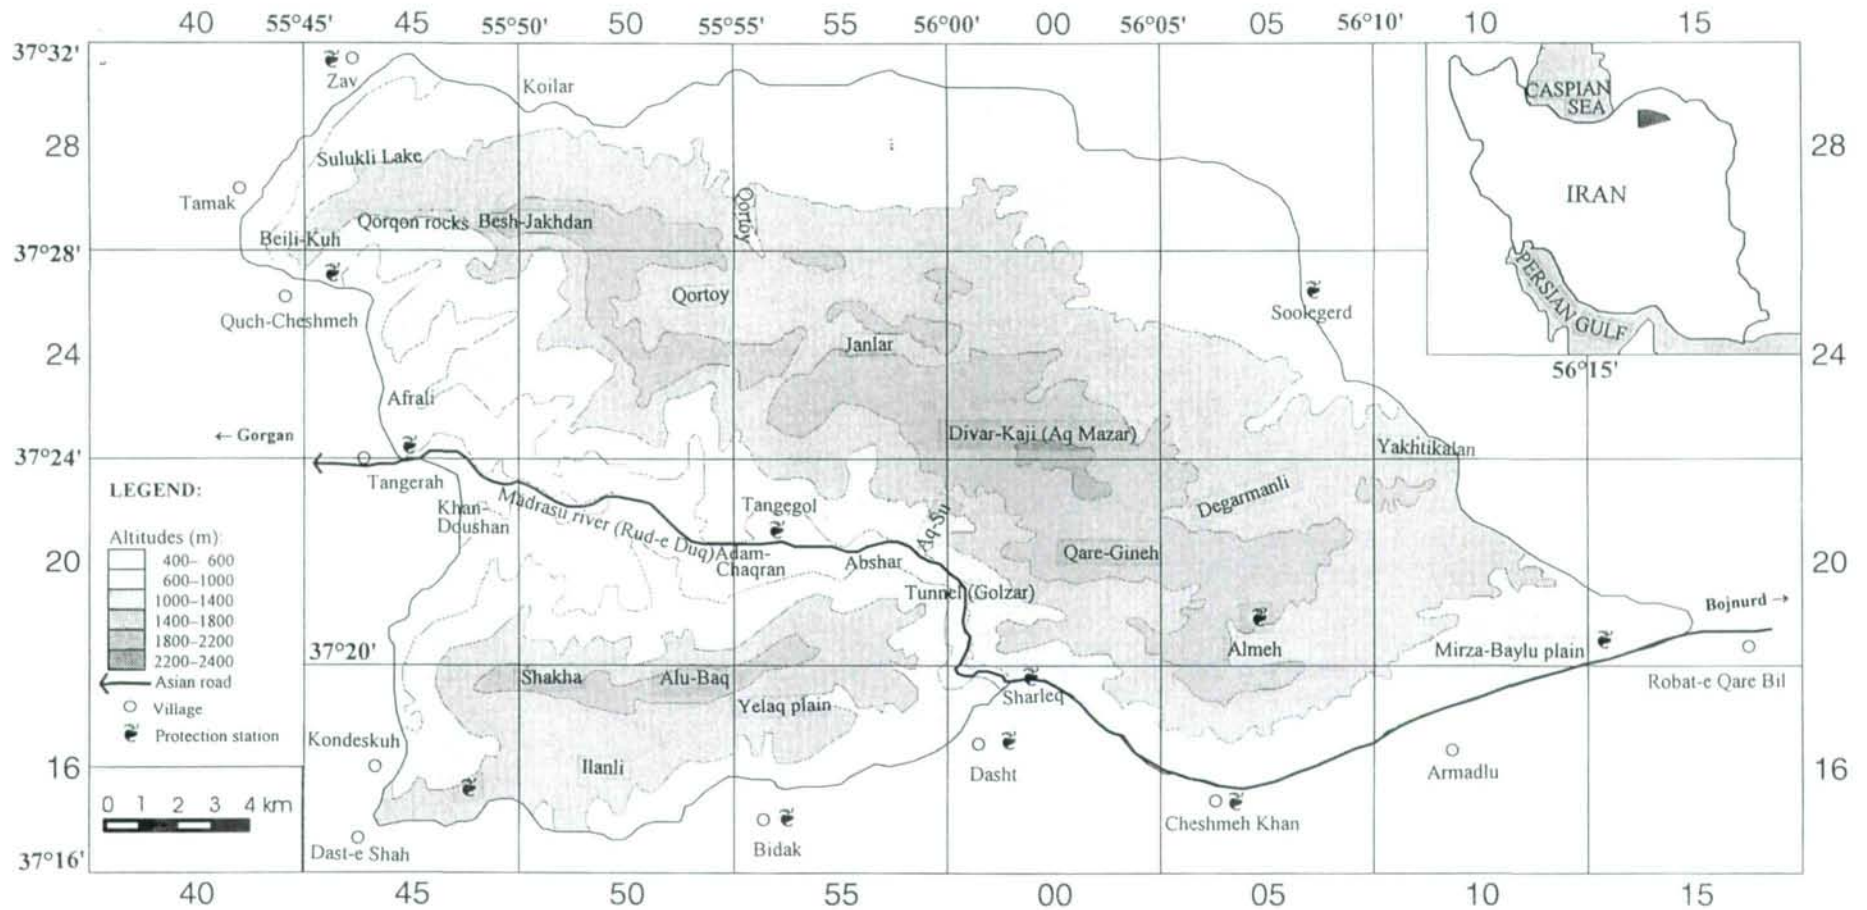 40 55°45' 45 55°50' 50 55°55' 55 56°00' 00 56°05' 05 56°10' 10 15
37°32'
Zav
Koilar
CASPIAN
SEA
28
Sulukli Lake
28
Tamak
IRAN
Qortoy
Qorqon rocks
Besh-Jakhdan
Beili-Kuh
37°28'
PERSIAN GULF
Qortoy
Quch-Cheshmeh
Soolegerd
24
Janlar
24
56°15'
Afrali
← Gorgan
Divar-Kaji (Aq Mazar)
Yakhtikalan
37°24'
Tangerah
LEGEND:
Altitudes (m):
400– 600
600–1000
1000–1400
1400–1800
1800–2200
2200–2400
Asian road
Village
Protection station
Khan-
Doushan
Madrasu river (Rud-e Duq)
Tangegol
Aq-Su
Degarmanli
20
Adam-
Chaqran
Abshar
Qare-Gineh
20
Tunnel (Golzar)
Bojnurd →
37°20'
Almeh
Mirza-Baylu plain
Shakha
Alu-Baq
Sharleq
Robat-e Qare Bil
Yelaq plain
Kondeskuh
16
Ilanli
Dasht
Armadlu
16
0 1 2 3 4 km
Cheshmeh Khan
37°16'
Dast-e Shah
Bidak
40 45 50 55 00 05 10 15